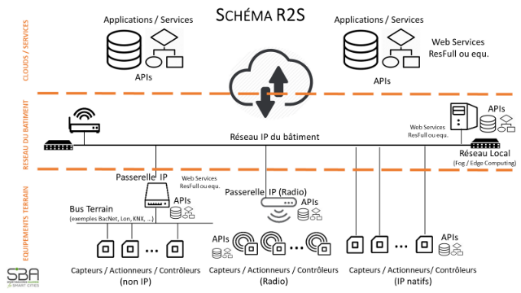 SCHÉMA R2S
CLOUDS / SERVICES
Applications / Services
APIs
Applications / Services
Web Services
ResFull ou equ.
APIs
RESEAU DU BATIMENT
Réseau IP du bâtiment
Web Services
ResFull ou equ.
APIs
Réseau Local
(Fog / Edge Computing)
EQUIPEMENTS TERRAIN
Passerelle IP
Web Services
ResFull ou equ.
APIs
Bus Terrain
(exemples BacNet, Lon, KNX, ...)
Passerelle IP (Radio)
APIs
APIs
APIs
Capteurs / Actionneurs / Contrôleurs
(non IP)
Capteurs / Actionneurs / Contrôleurs
(Radio)
Capteurs / Actionneurs / Contrôleurs
(IP natifs)
SBA